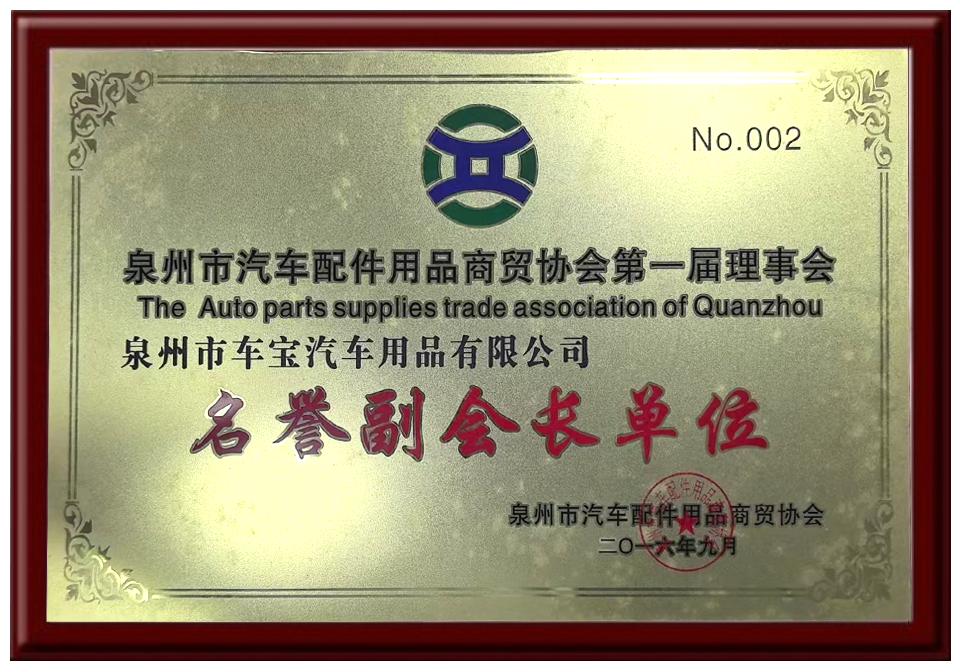 No.002
泉州市汽车配件用品商贸协会第一届理事会
The Auto parts supplies trade association of Quanzhou
泉州市车宝汽车用品有限公司
名誉副会长单位
泉州市汽车配件用品商贸协会
二〇一六年九月